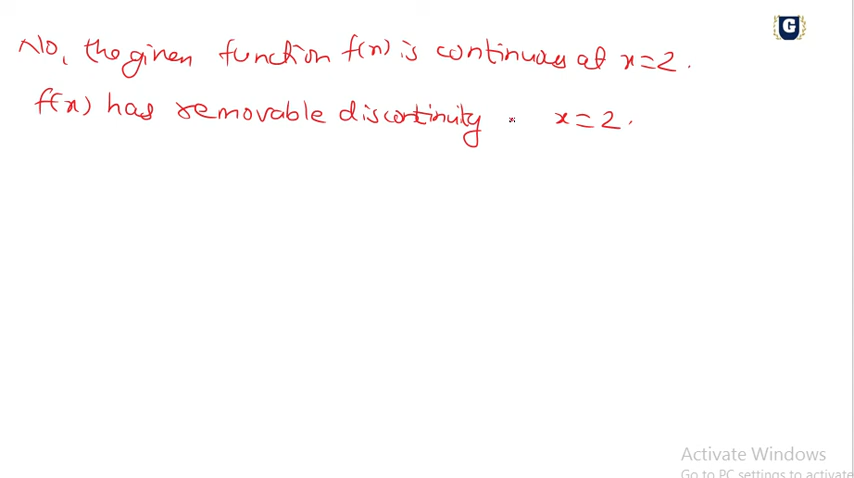 G
No, the given function f(x) is continuous at x=2.
f(x) has removable discontinuity x=2.
Activate Windows
Go to PC settings to activate